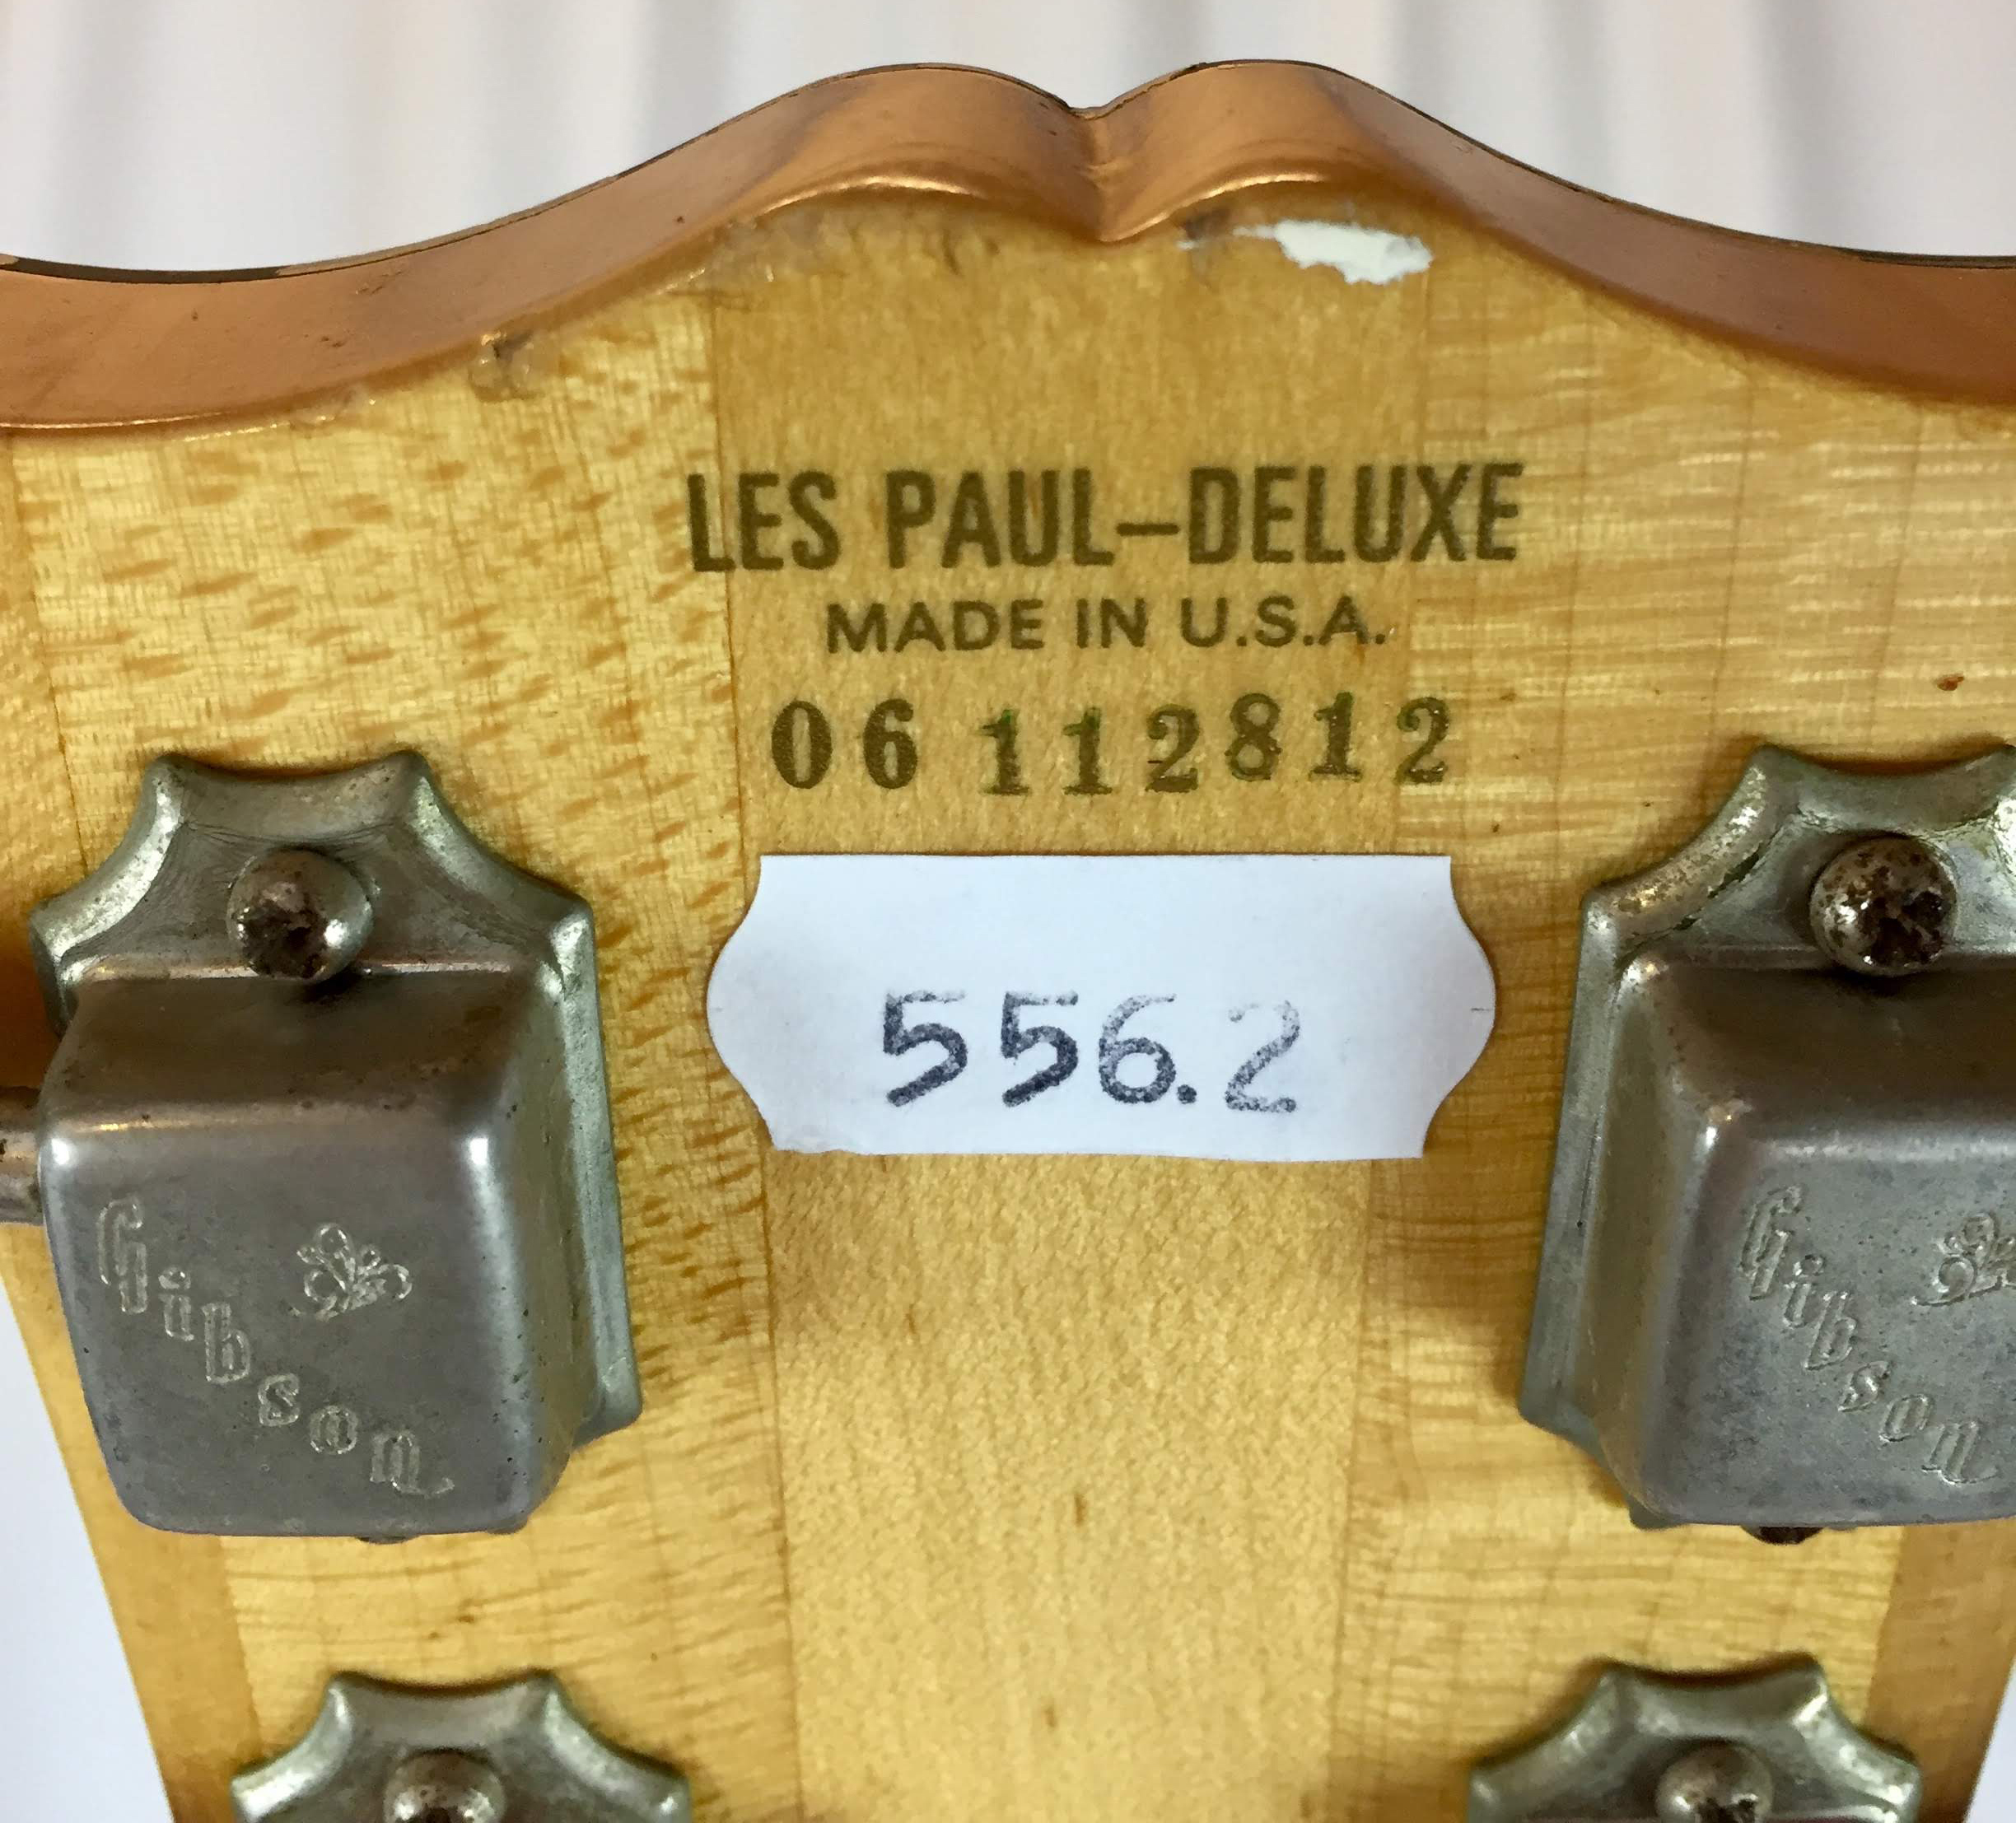 LES PAUL–DELUXE
MADE IN U.S.A.
06 112812
556.2
Gibson
Gibson